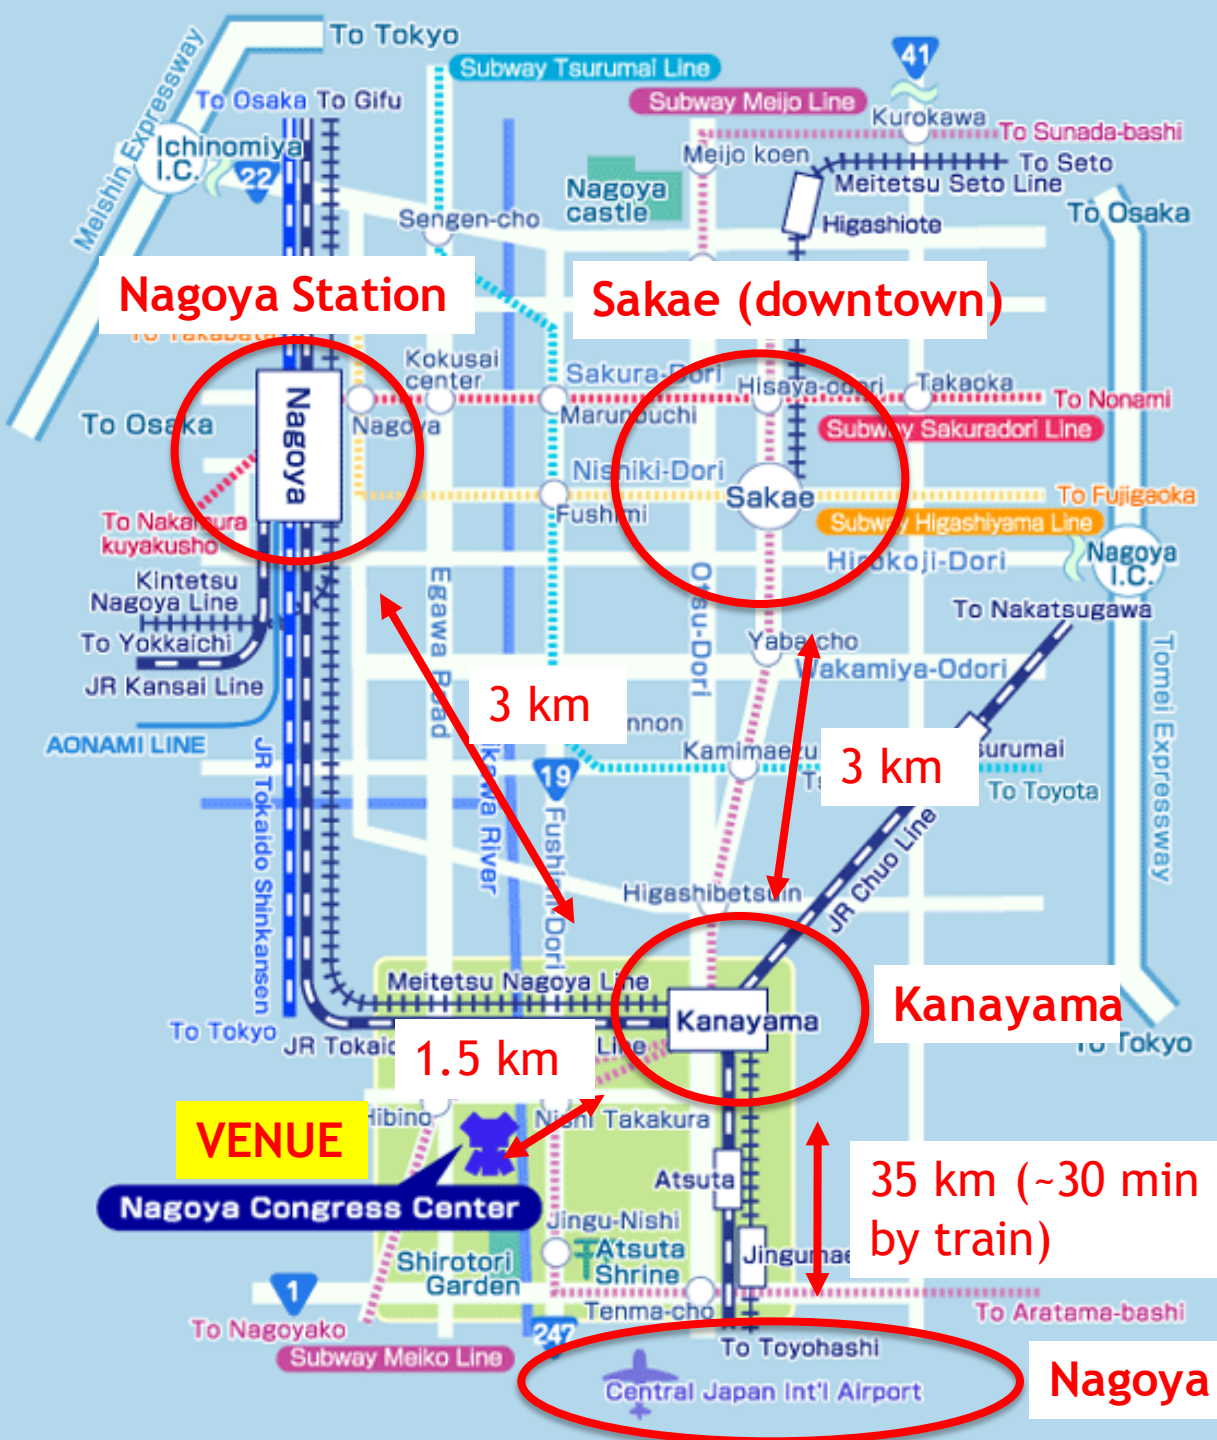 To Tokyo
Subway Tsurumai Line
41
Meishin Expressway
To Osaka To Gifu
Subway Meijo Line
Kurokawa
To Sunada-bashi
Ichinomiya
I.C.
22
Meijo koen
To Seto
Meitetsu Seto Line
Nagoya
castle
Sengen-cho
Higashiote
To Osaka
Nagoya Station
Sakae (downtown)
Kokusai
center
Sakura-Dori
Hisaya-odori
Takaoka
To Nonami
To Osaka
Nagoya
Nagoya
Marunouchi
Subway Sakuradori Line
Nishiki-Dori
Sakae
To Fujigaoka
Fushimi
Subway Higashiyama Line
To Nakamura
kuyakusho
Hirokoji-Dori
Nagoya
I.C.
Kintetsu
Nagoya Line
Egawa Road
Otsu-Dori
To Nakatsugawa
To Yokkaichi
Yaba-cho
Wakamiya-Odori
JR Kansai Line
3 km
Tomei Expressway
AONAMI LINE
Kamimaezu
3 km
19
To Toyota
JR Tokaido Shinkansen
River
Fushimi-Dori
JR Chuo Line
Higashibetsuin
Meitetsu Nagoya Line
Kanayama
Kanayama
To Tokyo
JR
Line
To Tokyo
1.5 km
Hibino
Nishi Takakura
VENUE
Atsuta
35 km (~30 min
by train)
Nagoya Congress Center
Jingu-Nishi
Shirotori
Garden
Atsuta
Shrine
1
Tenma-cho
To Aratama-bashi
To Nagoyako
247
Subway Meiko Line
To Toyohashi
Central Japan Int'l Airport
Nagoya